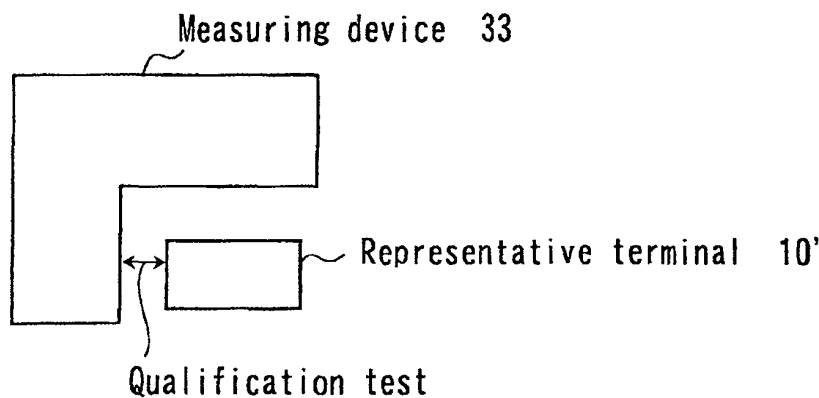 Measuring device 33
Representative terminal 10'
Qualification test